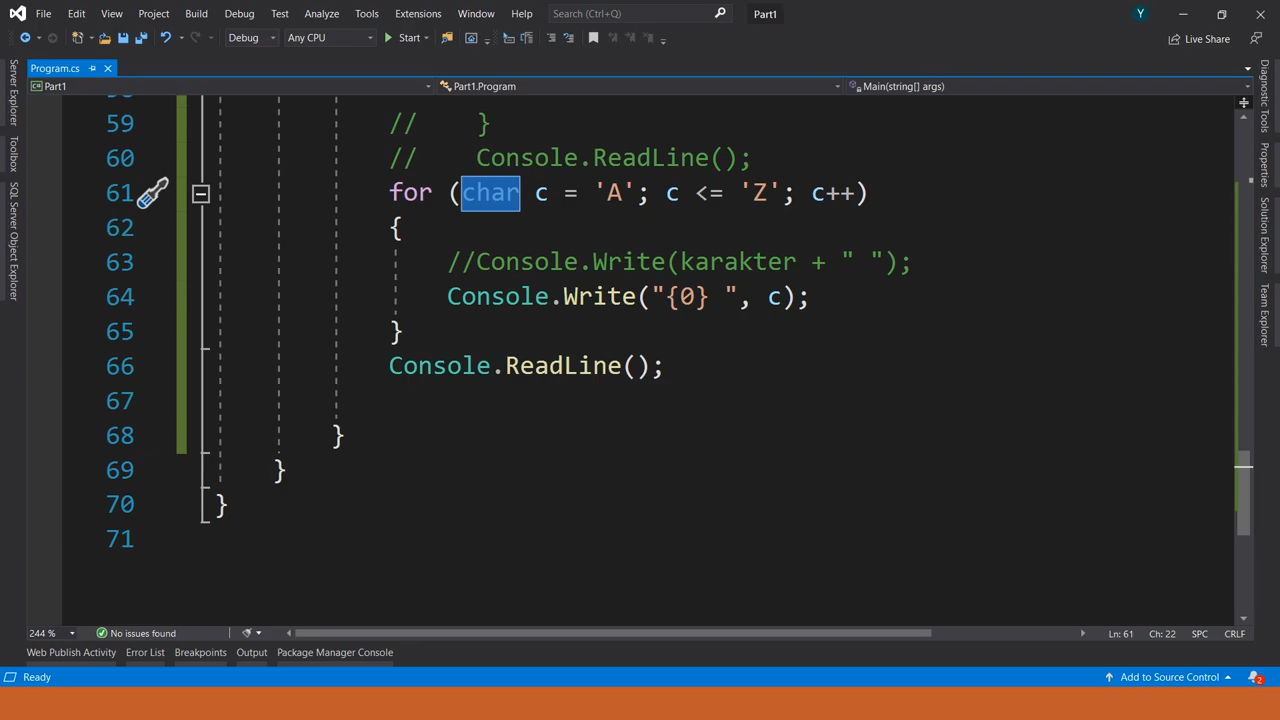 File Edit View Project Build Debug Test Analyze Tools Extensions Window Help Search (Ctrl+Q) Part1 Y
Debug Any CPU Start Live Share
Program.cs
Part1 Part1.Program Main(string[] args)
Server Explorer
Toolbox
SQL Server Object Explorer
59 // }
60 // Console.ReadLine();
61 for (char c = 'A'; c <= 'Z'; c++)
62 {
63 //Console.Write(karakter + " ");
64 Console.Write("{0} ", c);
65 }
66 Console.ReadLine();
67
68 }
69 }
70 }
71
Diagnostic Tools
Properties
Solution Explorer
Team Explorer
244 % No issues found Ln: 61 Ch: 22 SPC CRLF
Web Publish Activity Error List Breakpoints Output Package Manager Console
Ready Add to Source Control 2